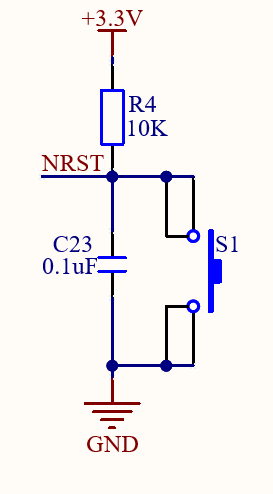 +3.3V
R4
10K
NRST
C23
0.1uF
S1
GND